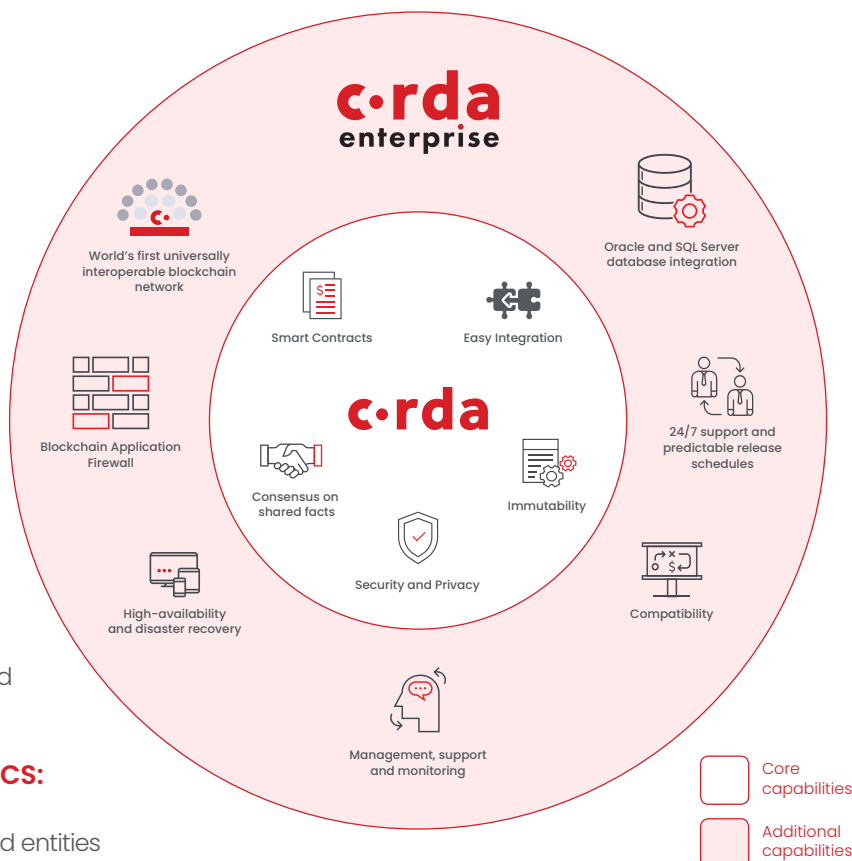 c·rda
enterprise
World's first universally
interoperable blockchain
network
Oracle and SQL Server
database integration
Smart Contracts
Easy Integration
Blockchain Application
Firewall
c·rda
24/7 support and
predictable release
schedules
Consensus on
shared facts
Immutability
Security and Privacy
High-availability
and disaster recovery
Compatibility
Management, support
and monitoring
d
CS:
d entities
Core
capabilities
Additional
capabilities